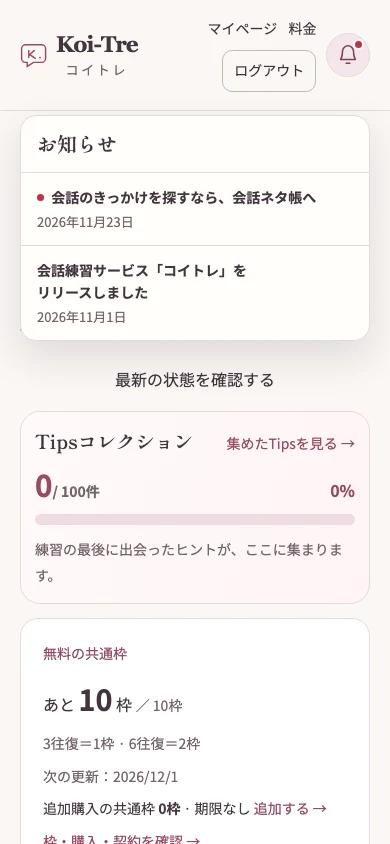 マイページ 料金
K.
Koi-Tre
コイトレ
ログアウト
お知らせ
会話のきっかけを探すなら、会話ネタ帳へ
2026年11月23日
会話練習サービス「コイトレ」を
リリースしました
2026年11月1日
最新の状態を確認する
Tipsコレクション
集めたTipsを見る →
0/ 100件
0%
練習の最後に出会ったヒントが、ここに集まりま
す。
無料の共通枠
あと 10 枠 ／ 10枠
3往復＝1枠 · 6往復＝2枠
次の更新：2026/12/1
追加購入の共通枠 0枠 · 期限なし 追加する →
枠・購入・契約を確認 →